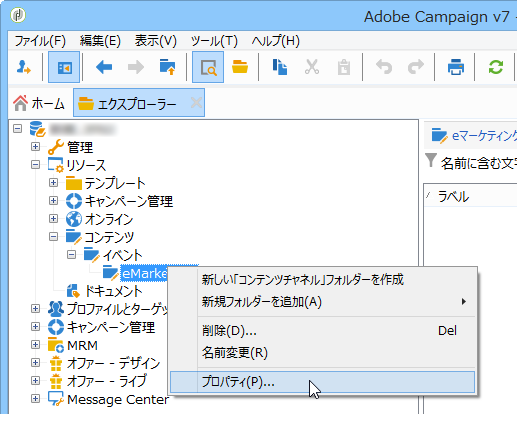 Adobe Campaign v7 -
ファイル(F) 編集(E) 表示(V) ツール(T) ヘルプ(H)
ホーム エクスプローラー
管理
リソース
テンプレート
キャンペーン管理
オンライン
コンテンツ
イベント
eMarke
ドキュメント
プロファイルとターゲッ
キャンペーン管理
MRM
オファー - デザイン
オファー - ライブ
Message Center
eマーケティング
名前に含む文字
ラベル
新しい「コンテンツチャネル」フォルダーを作成
新規フォルダーを追加(A)
削除(D)... Del
名前変更(R)
プロパティ(P)...